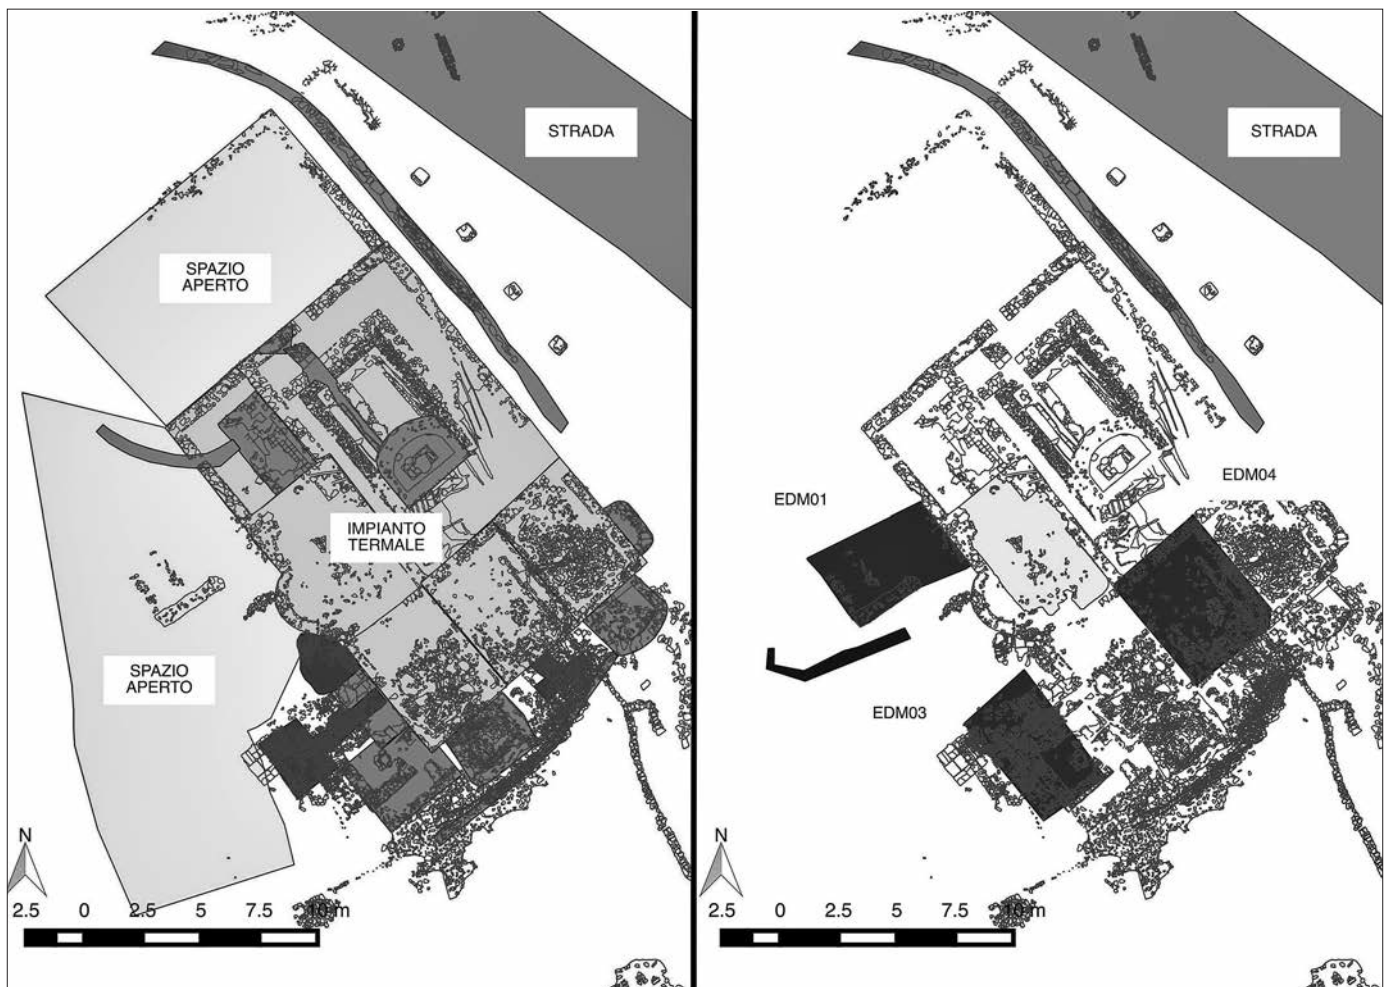 STRADA
SPAZIO
APERTO
IMPIANTO
TERMALE
SPAZIO
APERTO
N
2.5 0 2.5 5 7.5 10 m
STRADA
EDM01
EDM04
EDM03
N
2.5 0 2.5 5 7.5 10 m